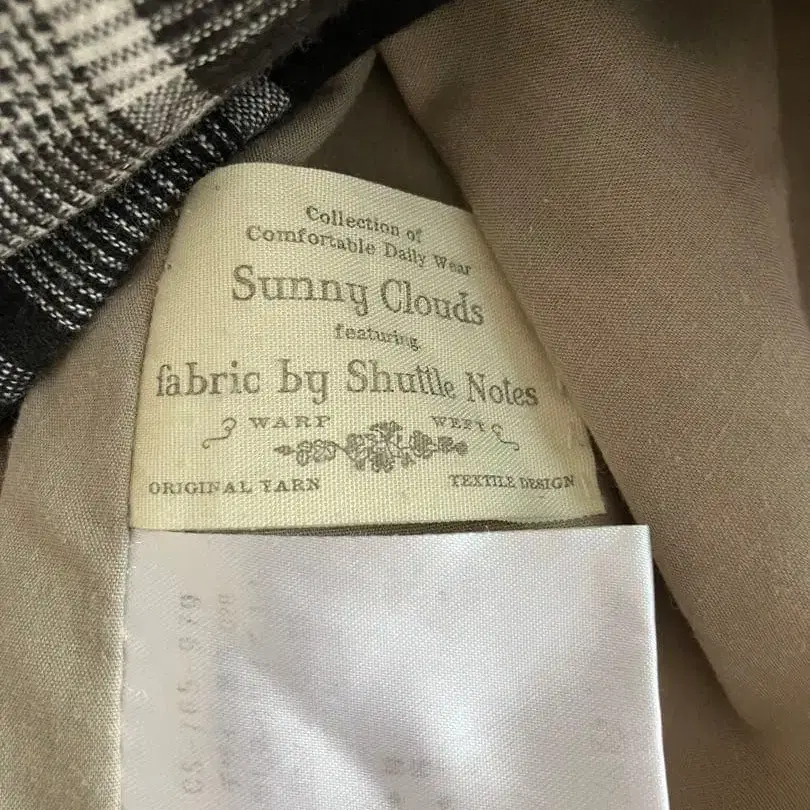 Collection of
Comfortable Daily Wear
Sunny Clouds
featuring
fabric by Shuttle Notes
WARP WEFT
ORIGINAL YARN TEXTILE DESIGN